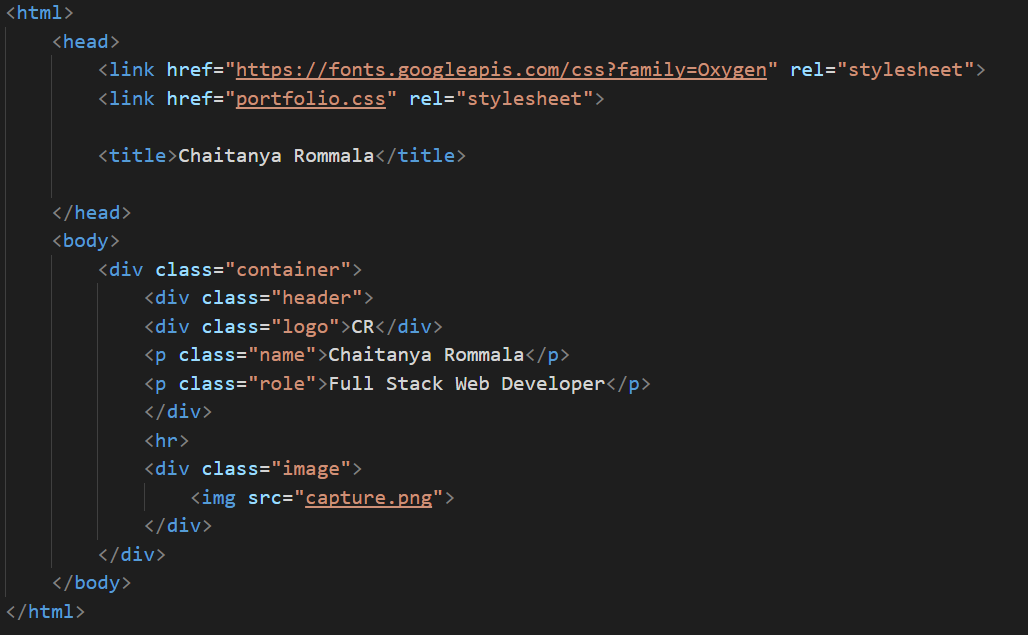 <html>
<head>
<link href="https://fonts.googleapis.com/css?family=Oxygen" rel="stylesheet">
<link href="portfolio.css" rel="stylesheet">
<title>Chaitanya Rommala</title>
</head>
<body>
<div class="container">
<div class="header">
<div class="logo">CR</div>
<p class="name">Chaitanya Rommala</p>
<p class="role">Full Stack Web Developer</p>
</div>
<hr>
<div class="image">
<img src="capture.png">
</div>
</div>
</body>
</html>